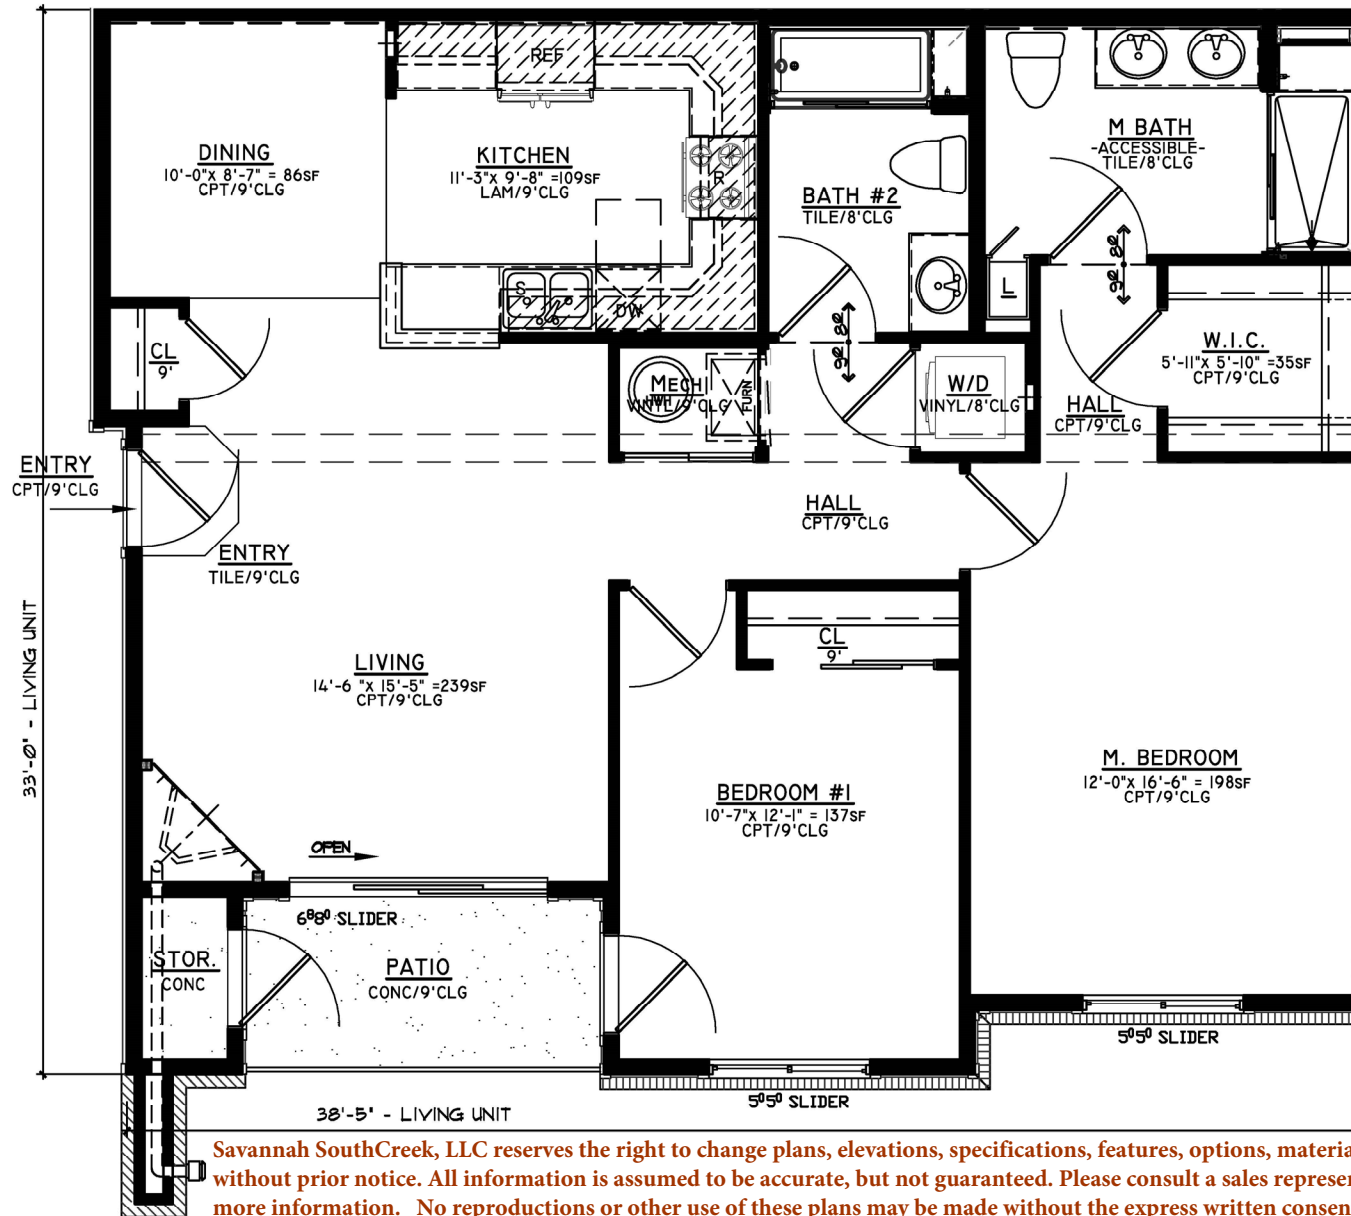 REF
DINING
10'-0"x 8'-7" = 86SF
CPT/9'CLG
KITCHEN
11'-3"x 9'-8" =109SF
LAM/9'CLG
R
S
DW
BATH #2
TILE/8'CLG
M BATH
-ACCESSIBLE-
TILE/8'CLG
L
CL
9'
MECH
VINYL/9'CLG
HWH
FURN
W/D
VINYL/8'CLG
HALL
CPT/9'CLG
W.I.C.
5'-11"x 5'-10" =35SF
CPT/9'CLG
ENTRY
CPT/9'CLG
ENTRY
TILE/9'CLG
HALL
CPT/9'CLG
33'-0" - LIVING UNIT
LIVING
14'-6 "x 15'-5" =239SF
CPT/9'CLG
CL
9'
BEDROOM #1
10'-7"x 12'-1" = 137SF
CPT/9'CLG
M. BEDROOM
12'-0"x 16'-6" = 198SF
CPT/9'CLG
OPEN
6⁰8⁰ SLIDER
STOR.
CONC
PATIO
CONC/9'CLG
5⁰5⁰ SLIDER
5⁰5⁰ SLIDER
38'-5" - LIVING UNIT
Savannah SouthCreek, LLC reserves the right to change plans, elevations, specifications, features, options, materia
without prior notice. All information is assumed to be accurate, but not guaranteed. Please consult a sales represen
more information. No reproductions or other use of these plans may be made without the express written consen